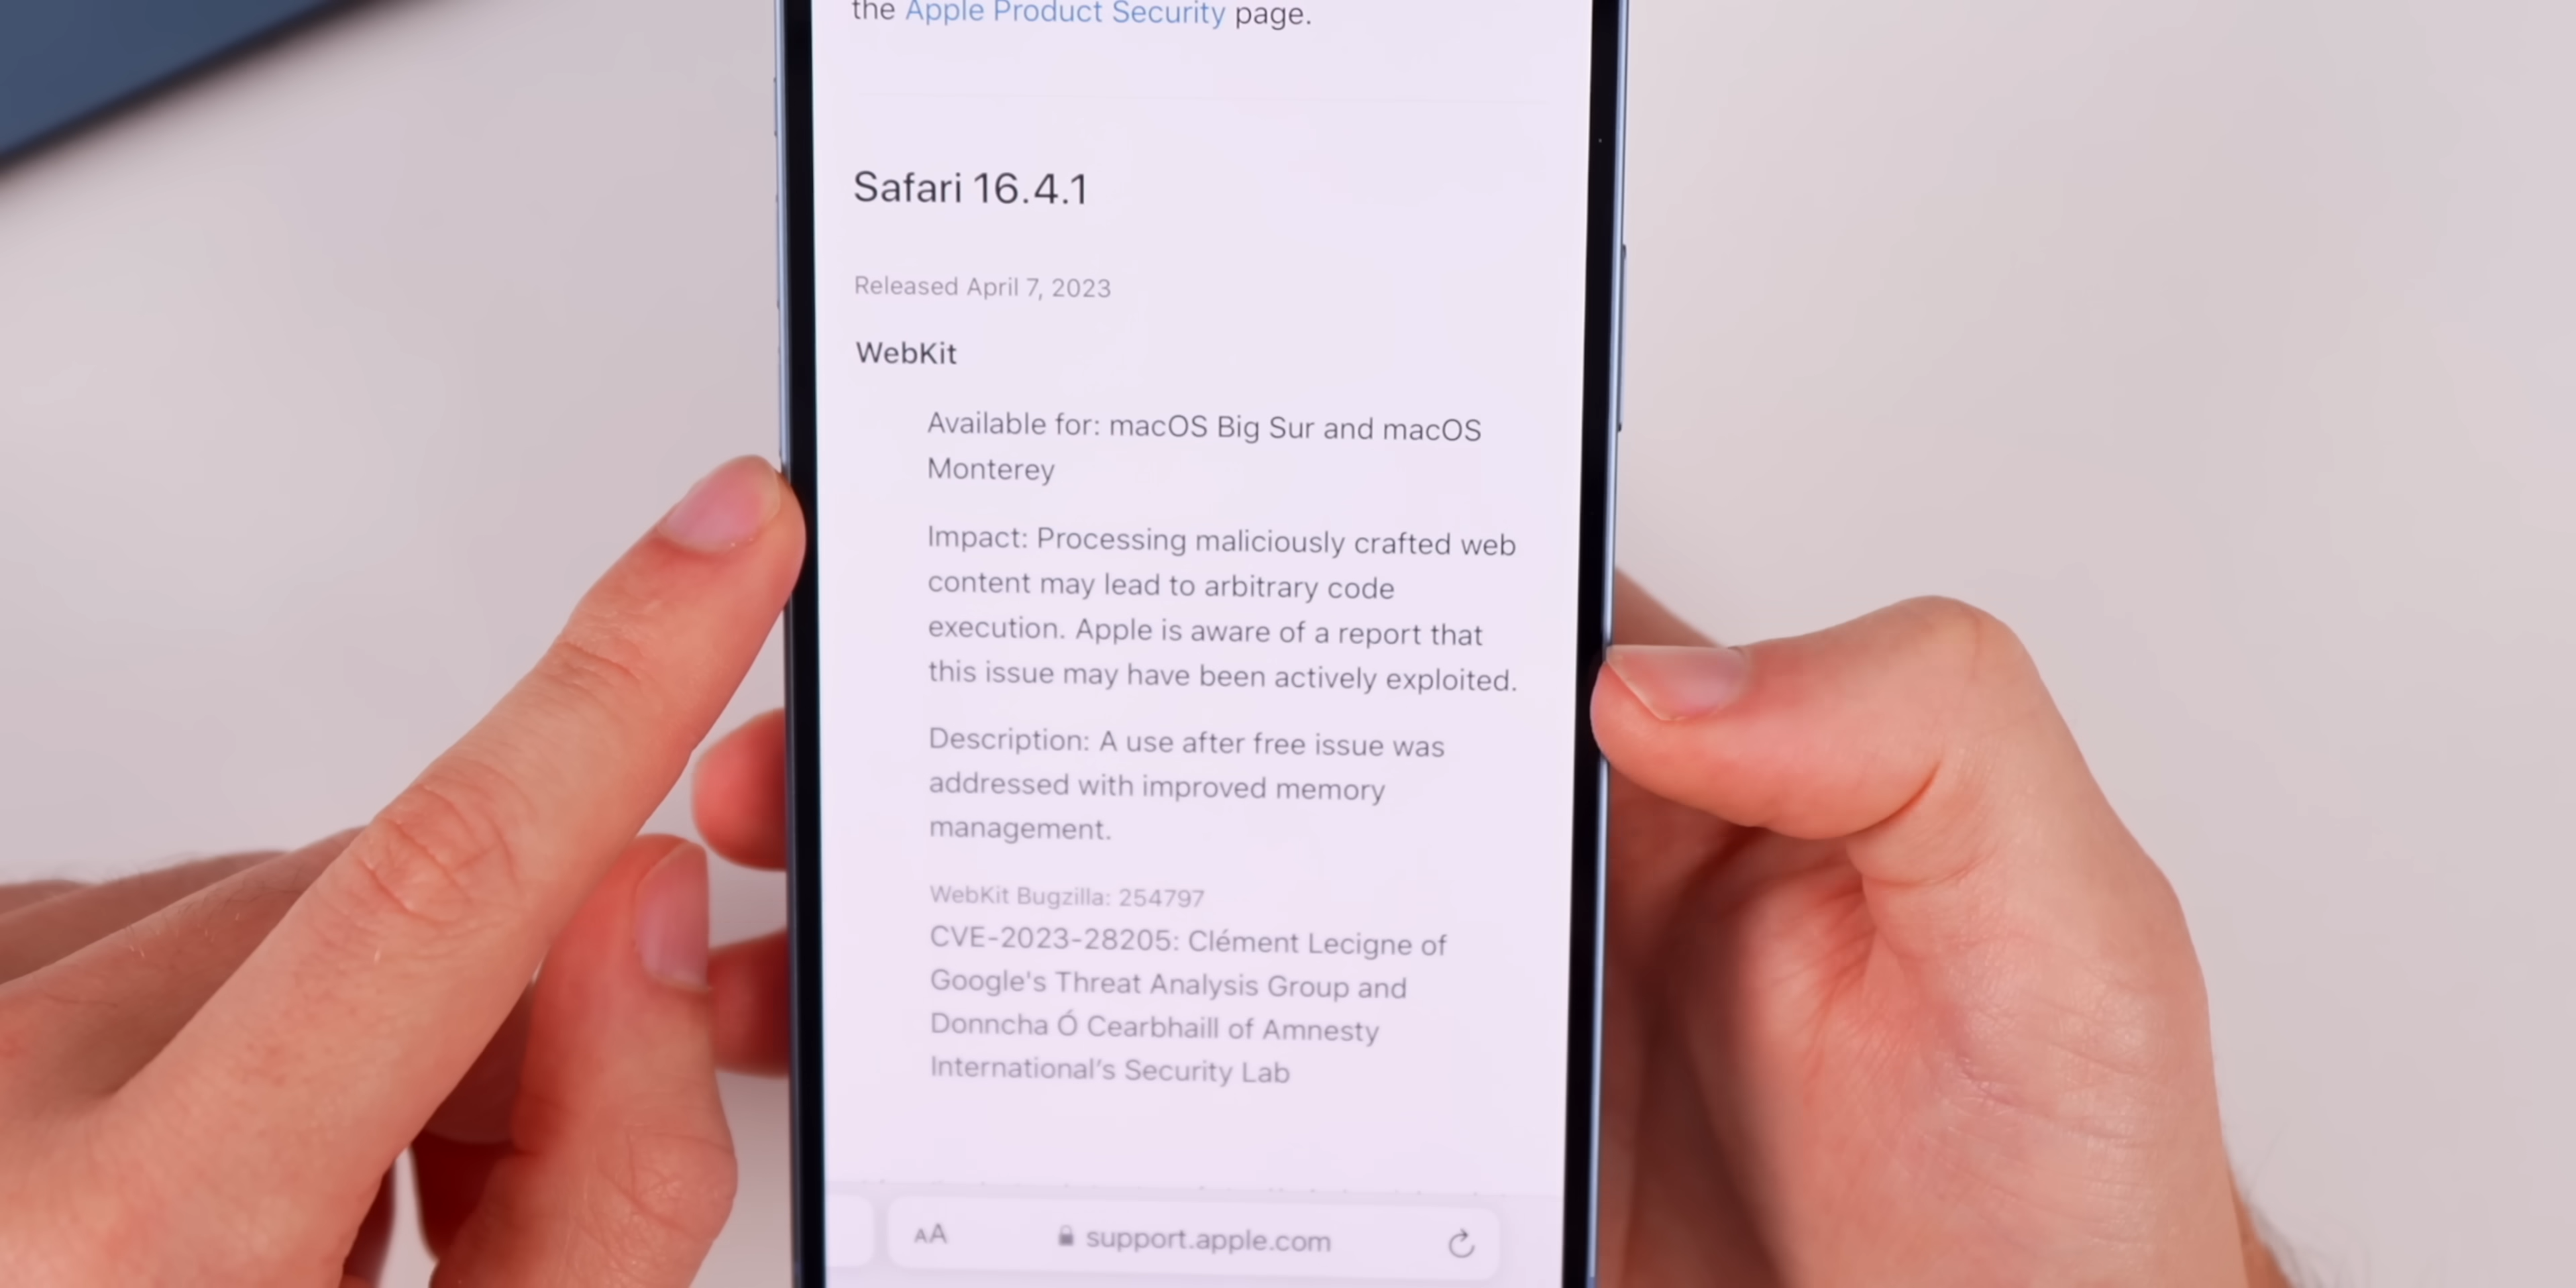 the Apple Product Security page.
Safari 16.4.1
Released April 7, 2023
WebKit
Available for: macOS Big Sur and macOS
Monterey
Impact: Processing maliciously crafted web
content may lead to arbitrary code
execution. Apple is aware of a report that
this issue may have been actively exploited.
Description: A use after free issue was
addressed with improved memory
management.
WebKit Bugzilla: 254797
CVE-2023-28205: Clément Lecigne of
Google's Threat Analysis Group and
Donncha Ó Cearbhaill of Amnesty
International’s Security Lab
AA support.apple.com